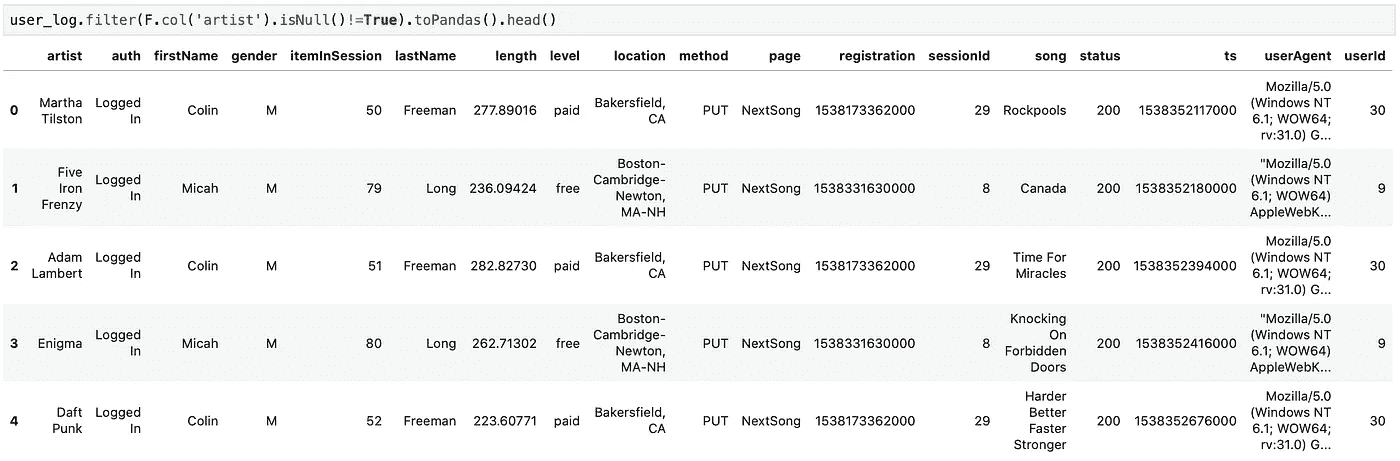 user_log.filter(F.col('artist').isNull()!=True).toPandas().head()
artist auth firstName gender itemInSession lastName length level location method page registration sessionId song status ts userAgent userId
0 Martha Tilston Logged In Colin M 50 Freeman 277.89016 paid Bakersfield, CA PUT NextSong 1538173362000 29 Rockpools 200 1538352117000 Mozilla/5.0 (Windows NT 6.1; WOW64; rv:31.0) G... 30
1 Five Iron Frenzy Logged In Micah M 79 Long 236.09424 free Boston-Cambridge-Newton, MA-NH PUT NextSong 1538331630000 8 Canada 200 1538352180000 "Mozilla/5.0 (Windows NT 6.1; WOW64) AppleWebK... 9
2 Adam Lambert Logged In Colin M 51 Freeman 282.82730 paid Bakersfield, CA PUT NextSong 1538173362000 29 Time For Miracles 200 1538352394000 Mozilla/5.0 (Windows NT 6.1; WOW64; rv:31.0) G... 30
3 Enigma Logged In Micah M 80 Long 262.71302 free Boston-Cambridge-Newton, MA-NH PUT NextSong 1538331630000 8 Knocking On Forbidden Doors 200 1538352416000 "Mozilla/5.0 (Windows NT 6.1; WOW64) AppleWebK... 9
4 Daft Punk Logged In Colin M 52 Freeman 223.60771 paid Bakersfield, CA PUT NextSong 1538173362000 29 Harder Better Faster Stronger 200 1538352676000 Mozilla/5.0 (Windows NT 6.1; WOW64; rv:31.0) G... 30